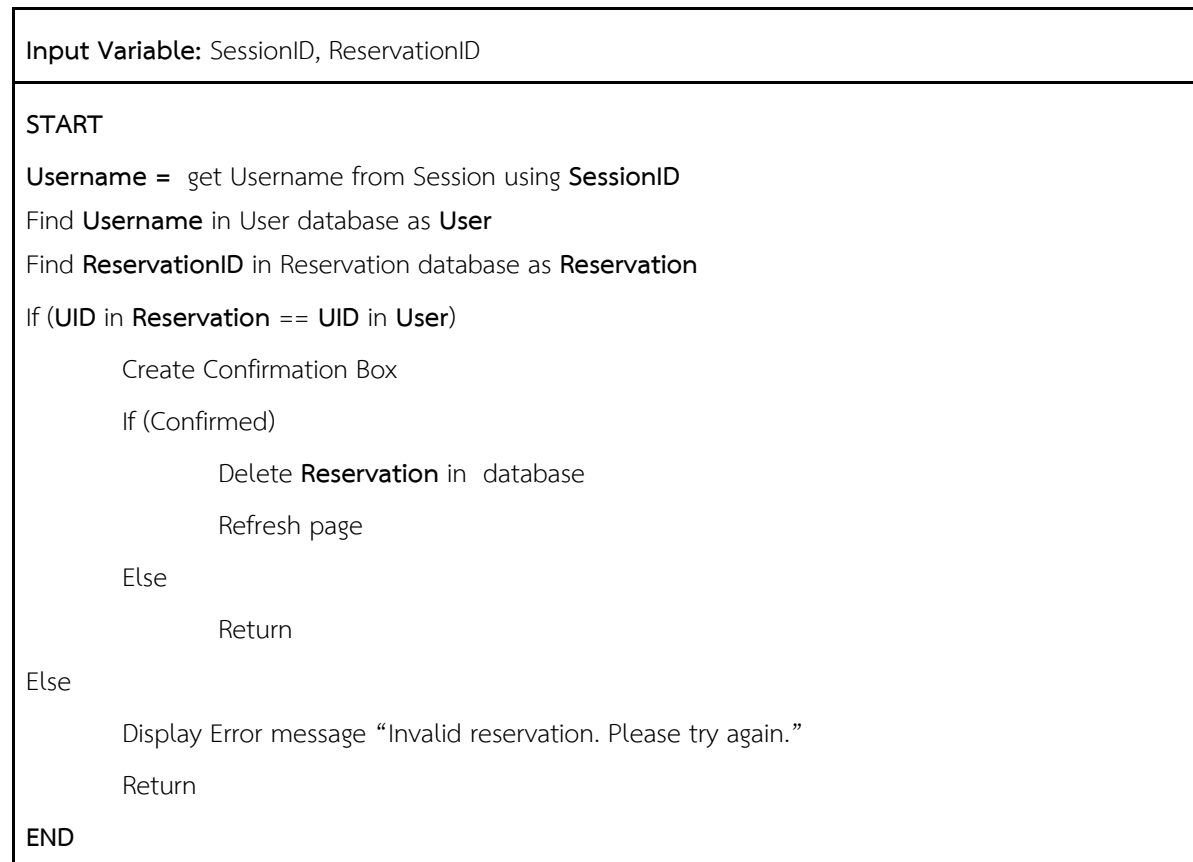 Input Variable: SessionID, ReservationID
START
Username =  get Username from Session using SessionID
Find Username in User database as User
Find ReservationID in Reservation database as Reservation
If (UID in Reservation == UID in User)
Create Confirmation Box
If (Confirmed)
Delete Reservation in  database
Refresh page
Else
Return
Else
Display Error message “Invalid reservation. Please try again.”
Return
END